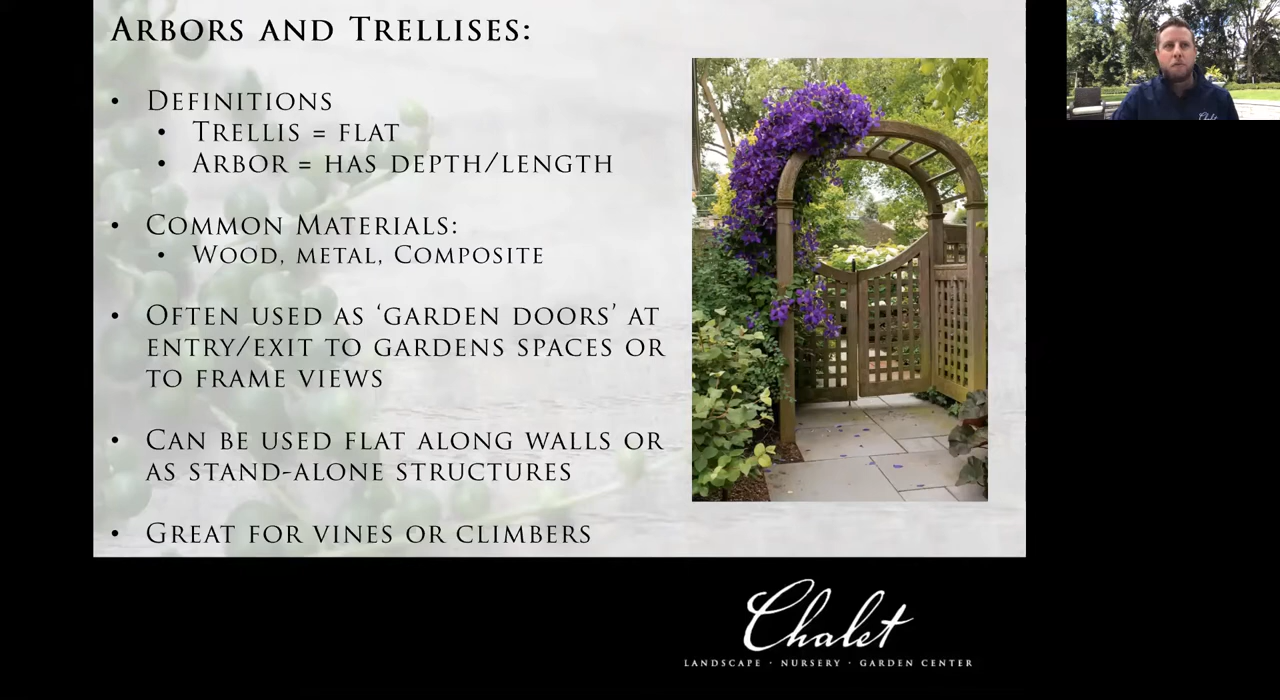 ARBORS AND TRELLISES:
• DEFINITIONS
• TRELLIS = FLAT
• ARBOR = HAS DEPTH/LENGTH
• COMMON MATERIALS:
• WOOD, METAL, COMPOSITE
• OFTEN USED AS ‘GARDEN DOORS’ AT
ENTRY/EXIT TO GARDENS SPACES OR
TO FRAME VIEWS
• CAN BE USED FLAT ALONG WALLS OR
AS STAND-ALONE STRUCTURES
• GREAT FOR VINES OR CLIMBERS
Chalet
Chalet
LANDSCAPE · NURSERY · GARDEN CENTER